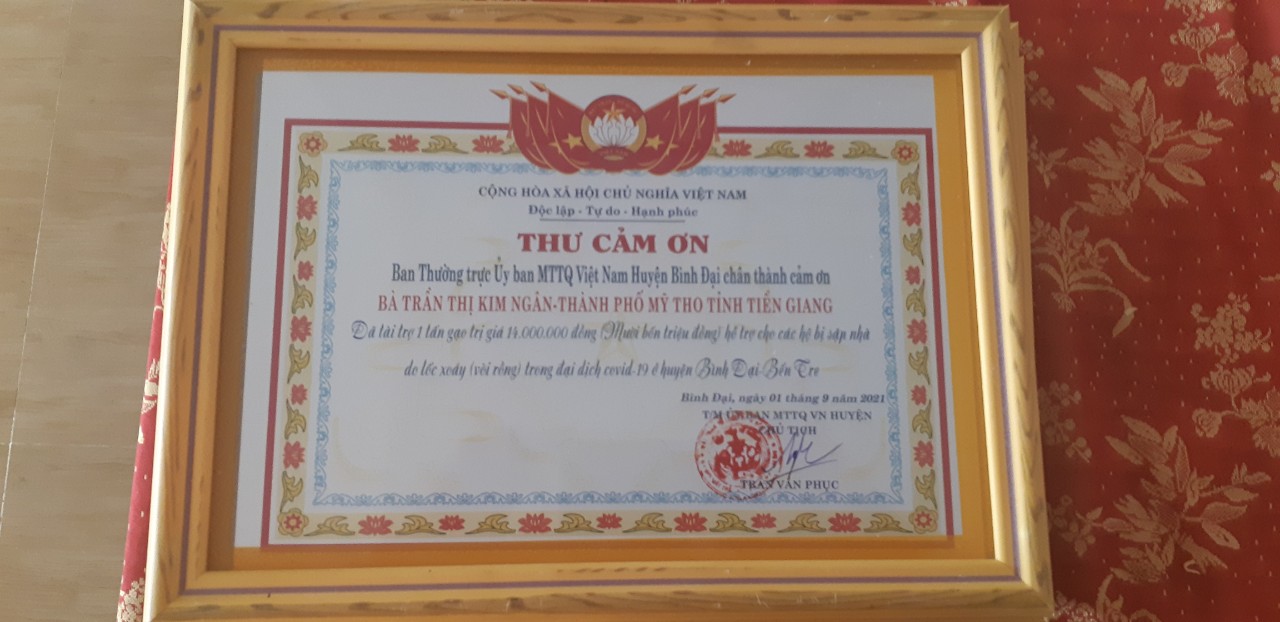 CỘNG HÒA XÃ HỘI CHỦ NGHĨA VIỆT NAM
Độc lập - Tự do - Hạnh phúc
THƯ CẢM ƠN
Ban Thường trực Ủy ban MTTQ Việt Nam Huyện Bình Đại chân thành cảm ơn
BÀ TRẦN THỊ KIM NGÂN-THÀNH PHỐ MỸ THO TỈNH TIỀN GIANG
Đã tài trợ 1 tấn gạo trị giá 14.000.000 đồng (Mười bốn triệu đồng) hỗ trợ cho các hộ bị sập nhà
do lốc xoáy (vòi rồng) trong đại dịch covid-19 ở huyện Bình Đại-Bến Tre
Bình Đại, ngày 01 tháng 9 năm 2021
T/M ỦY BAN MTTQ VN HUYỆN
CHỦ TỊCH
TRẦN VĂN PHỤC